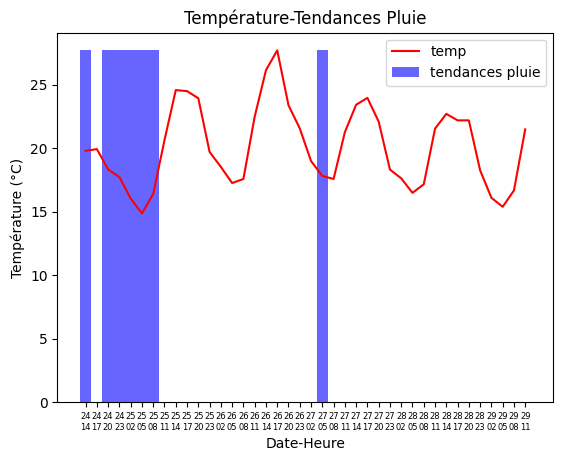 Température-Tendances Pluie
temp
tendances pluie
Température (°C)
25
20
15
10
5
0
24 24 24 24 25 25 25 25 25 25 25 25 26 26 26 26 26 26 26 26 27 27 27 27 27 27 27 27 28 28 28 28 28 28 28 28 29 29 29 29
14 17 20 23 02 05 08 11 14 17 20 23 02 05 08 11 14 17 20 23 02 05 08 11 14 17 20 23 02 05 08 11 14 17 20 23 02 05 08 11
Date-Heure